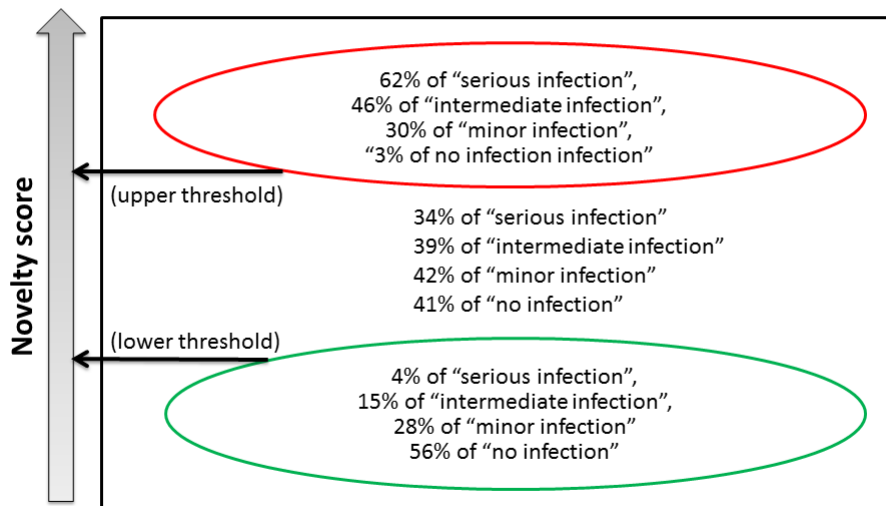 Novelty score
62% of “serious infection”,
46% of “intermediate infection”,
30% of “minor infection”,
“3% of no infection infection”
(upper threshold)
34% of “serious infection”
39% of “intermediate infection”
42% of “minor infection”
41% of “no infection”
(lower threshold)
4% of “serious infection”,
15% of “intermediate infection”,
28% of “minor infection”
56% of “no infection”